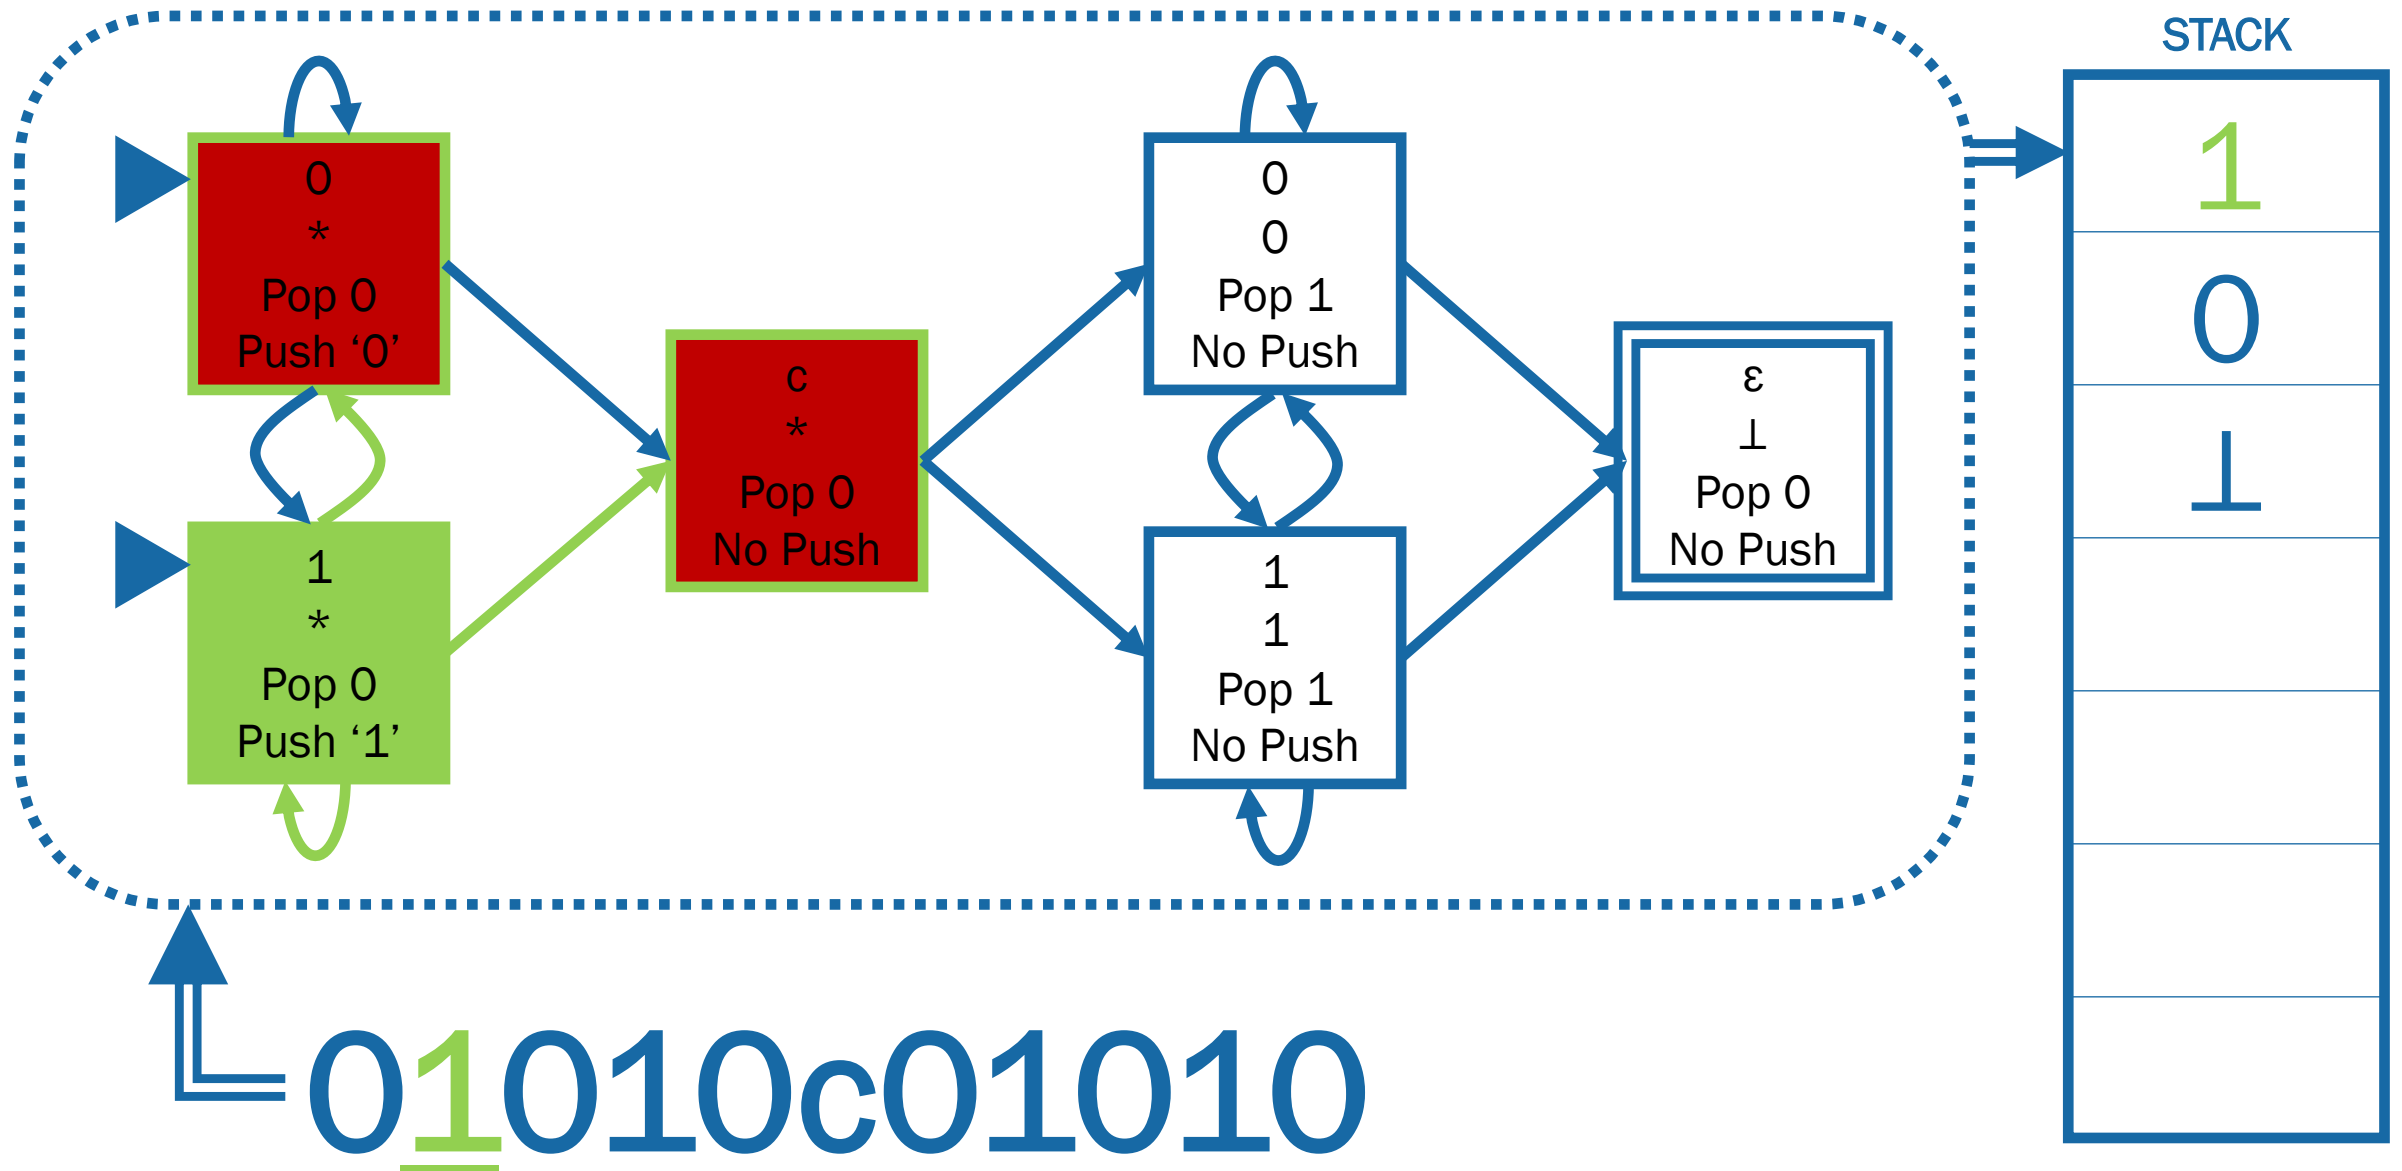 STACK
0
*
Pop 0
Push ‘0’
1
*
Pop 0
Push ‘1’
c
*
Pop 0
No Push
0
0
Pop 1
No Push
1
1
Pop 1
No Push
ε
⊥
Pop 0
No Push
1
0
⊥
01010c01010